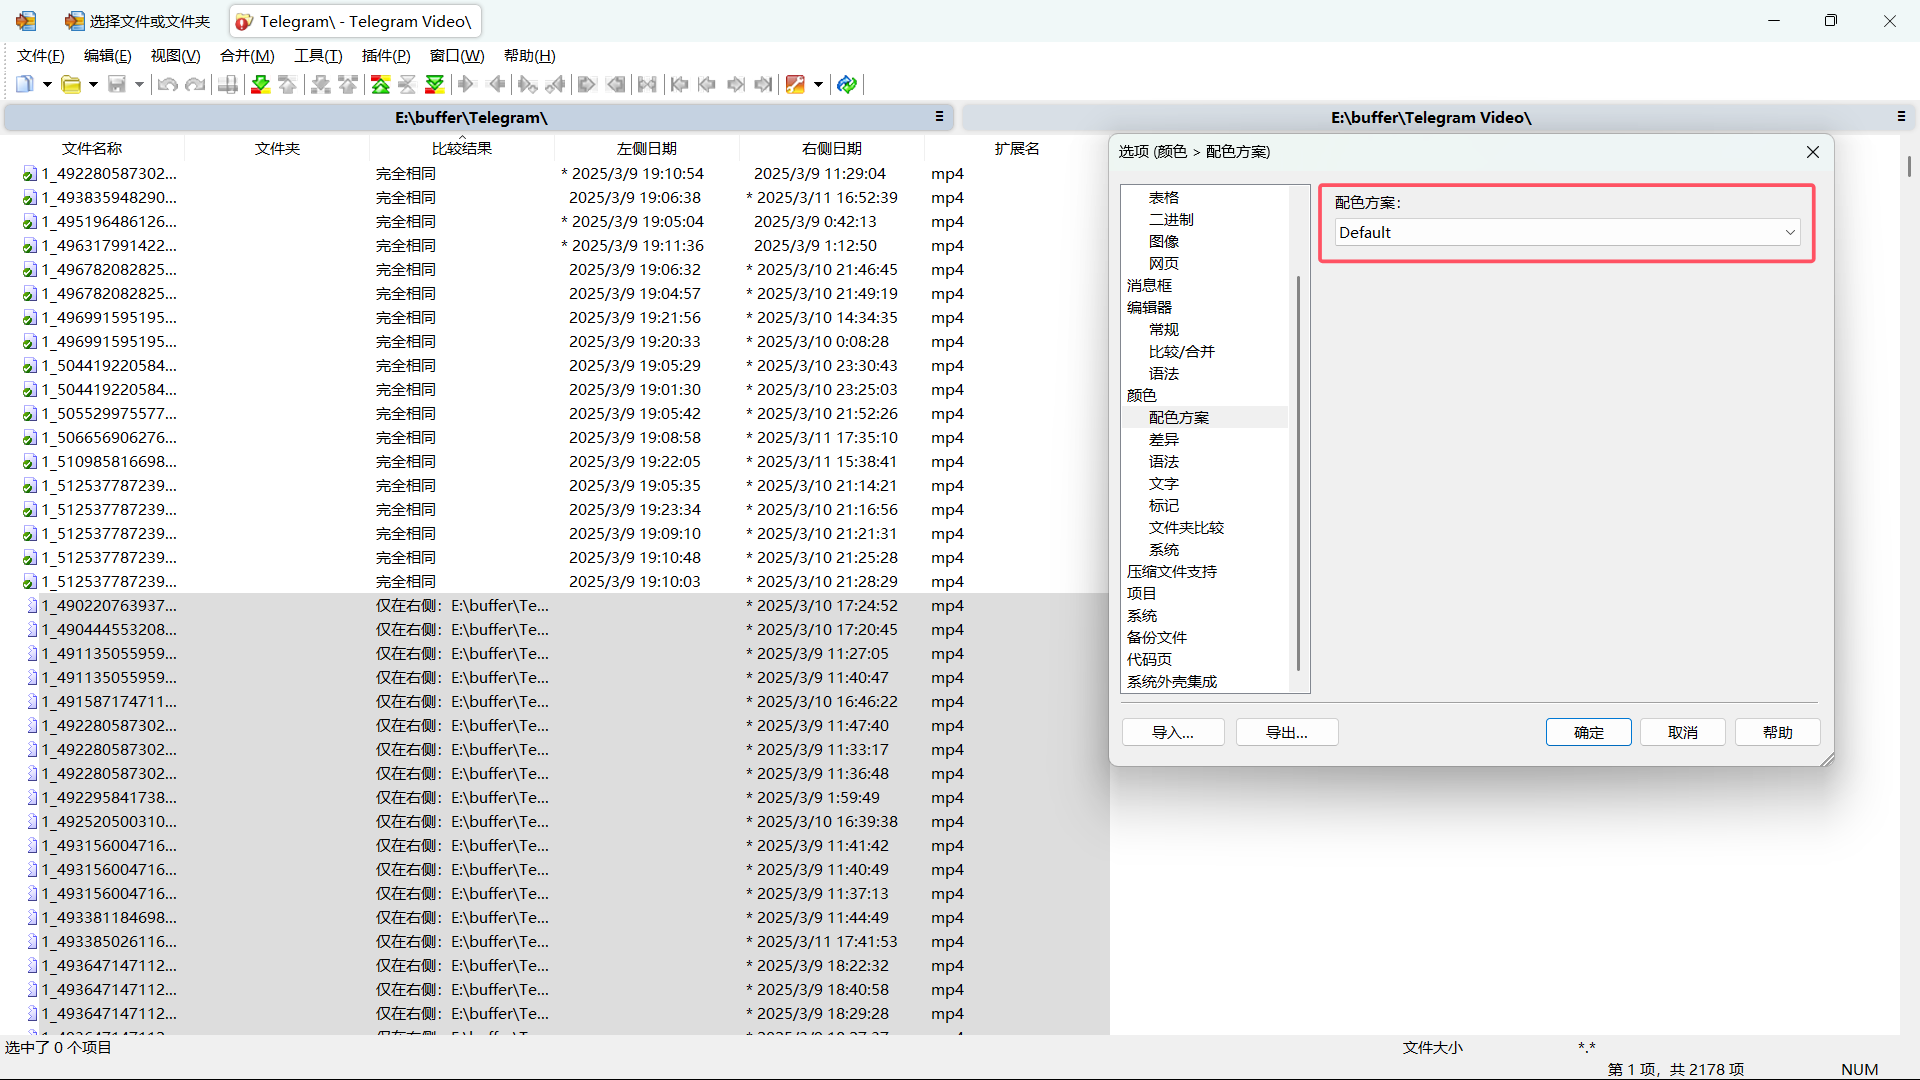 选择文件或文件夹
Telegram\ - Telegram Video\
文件(F) 编辑(E) 视图(V) 合并(M) 工具(T) 插件(P) 窗口(W) 帮助(H)
E:\buffer\Telegram\
E:\buffer\Telegram Video\
文件名称 文件夹 比较结果 左侧日期 右侧日期 扩展名
1_492280587302... 完全相同 * 2025/3/9 19:10:54 2025/3/9 11:29:04 mp4
1_493835948290... 完全相同 2025/3/9 19:06:38 * 2025/3/11 16:52:39 mp4
1_495196486126... 完全相同 * 2025/3/9 19:05:04 2025/3/9 0:42:13 mp4
1_496317991422... 完全相同 * 2025/3/9 19:11:36 2025/3/9 1:12:50 mp4
1_496782082825... 完全相同 2025/3/9 19:06:32 * 2025/3/10 21:46:45 mp4
1_496782082825... 完全相同 2025/3/9 19:04:57 * 2025/3/10 21:49:19 mp4
1_496991595195... 完全相同 2025/3/9 19:21:56 * 2025/3/10 14:34:35 mp4
1_496991595195... 完全相同 2025/3/9 19:20:33 * 2025/3/10 0:08:28 mp4
1_504419220584... 完全相同 2025/3/9 19:05:29 * 2025/3/10 23:30:43 mp4
1_504419220584... 完全相同 2025/3/9 19:01:30 * 2025/3/10 23:25:03 mp4
1_505529975577... 完全相同 2025/3/9 19:05:42 * 2025/3/10 21:52:26 mp4
1_506656906276... 完全相同 2025/3/9 19:08:58 * 2025/3/11 17:35:10 mp4
1_510985816698... 完全相同 2025/3/9 19:22:05 * 2025/3/11 15:38:41 mp4
1_512537787239... 完全相同 2025/3/9 19:05:35 * 2025/3/10 21:14:21 mp4
1_512537787239... 完全相同 2025/3/9 19:23:34 * 2025/3/10 21:16:56 mp4
1_512537787239... 完全相同 2025/3/9 19:09:10 * 2025/3/10 21:21:31 mp4
1_512537787239... 完全相同 2025/3/9 19:10:48 * 2025/3/10 21:25:28 mp4
1_512537787239... 完全相同 2025/3/9 19:10:03 * 2025/3/10 21:28:29 mp4
1_490220763937... 仅在右侧：E:\buffer\Te... * 2025/3/10 17:24:52 mp4
1_490444553208... 仅在右侧：E:\buffer\Te... * 2025/3/10 17:20:45 mp4
1_491135055959... 仅在右侧：E:\buffer\Te... * 2025/3/9 11:27:05 mp4
1_491135055959... 仅在右侧：E:\buffer\Te... * 2025/3/9 11:40:47 mp4
1_491587174711... 仅在右侧：E:\buffer\Te... * 2025/3/10 16:46:22 mp4
1_492280587302... 仅在右侧：E:\buffer\Te... * 2025/3/9 11:47:40 mp4
1_492280587302... 仅在右侧：E:\buffer\Te... * 2025/3/9 11:33:17 mp4
1_492280587302... 仅在右侧：E:\buffer\Te... * 2025/3/9 11:36:48 mp4
1_492295841738... 仅在右侧：E:\buffer\Te... * 2025/3/9 1:59:49 mp4
1_492520500310... 仅在右侧：E:\buffer\Te... * 2025/3/10 16:39:38 mp4
1_493156004716... 仅在右侧：E:\buffer\Te... * 2025/3/9 11:41:42 mp4
1_493156004716... 仅在右侧：E:\buffer\Te... * 2025/3/9 11:40:49 mp4
1_493156004716... 仅在右侧：E:\buffer\Te... * 2025/3/9 11:37:13 mp4
1_493381184698... 仅在右侧：E:\buffer\Te... * 2025/3/9 11:44:49 mp4
1_493385026116... 仅在右侧：E:\buffer\Te... * 2025/3/11 17:41:53 mp4
1_493647147112... 仅在右侧：E:\buffer\Te... * 2025/3/9 18:22:32 mp4
1_493647147112... 仅在右侧：E:\buffer\Te... * 2025/3/9 18:40:58 mp4
1_493647147112... 仅在右侧：E:\buffer\Te... * 2025/3/9 18:29:28 mp4
选项 (颜色 > 配色方案)
表格
二进制
图像
网页
消息框
编辑器
常规
比较/合并
语法
颜色
配色方案
差异
语法
文字
标记
文件夹比较
系统
压缩文件支持
项目
系统
备份文件
代码页
系统外壳集成
配色方案：
Default
导入... 导出... 确定 取消 帮助
选中了 0 个项目 文件大小 *.*
第 1 项，共 2178 项 NUM